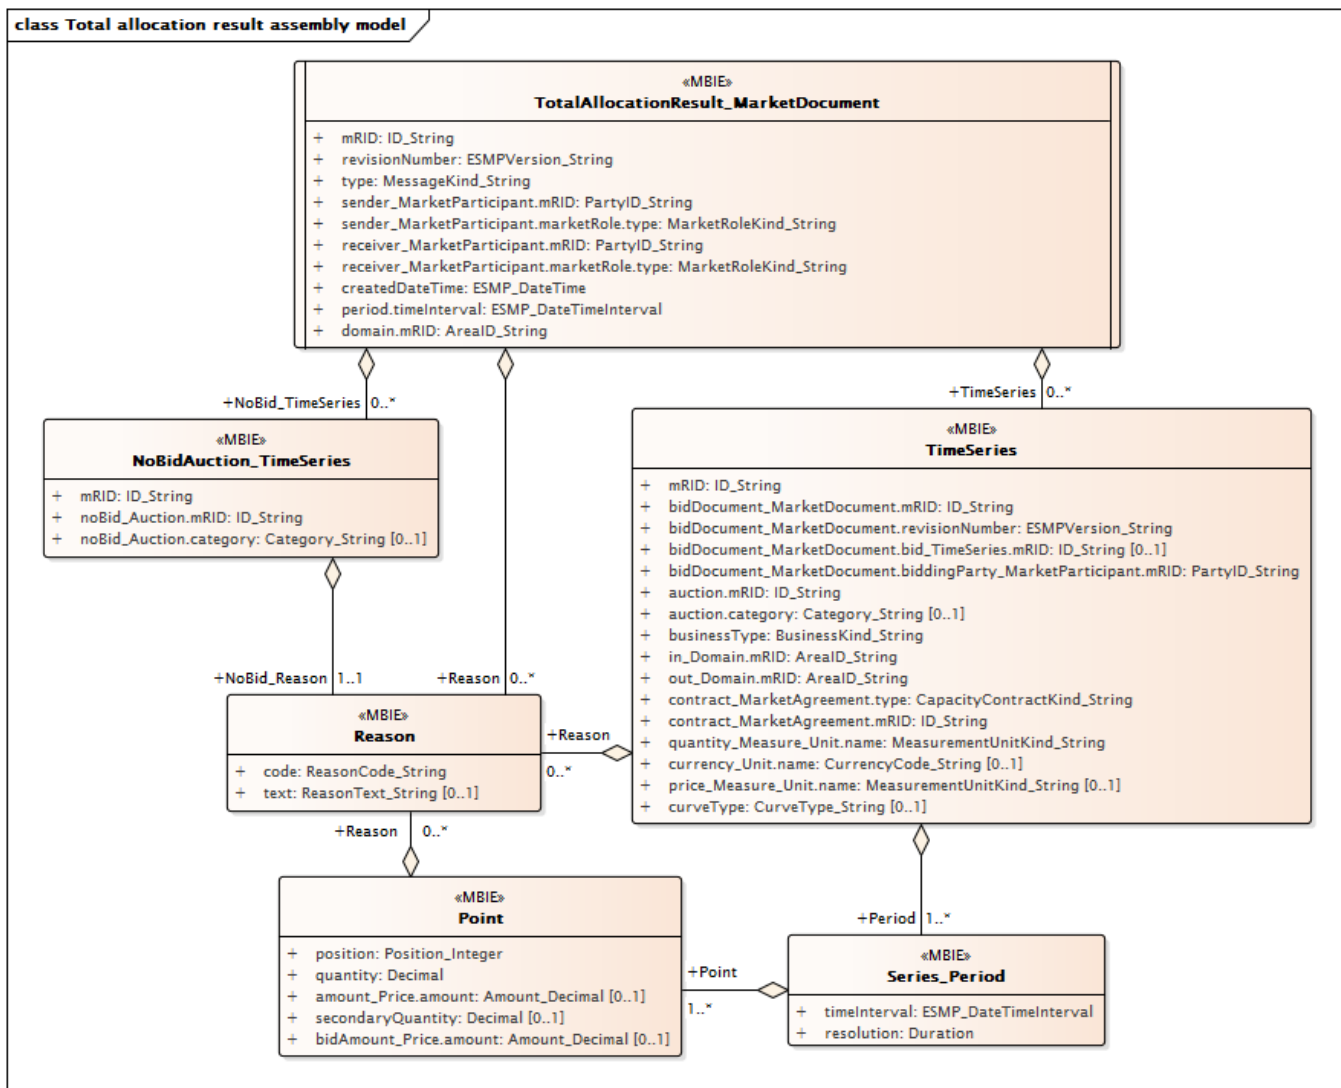 class Total allocation result assembly model
«MBIE»
TotalAllocationResult_MarketDocument
+ mRID: ID_String
+ revisionNumber: ESMPVersion_String
+ type: MessageKind_String
+ sender_MarketParticipant.mRID: PartyID_String
+ sender_MarketParticipant.marketRole.type: MarketRoleKind_String
+ receiver_MarketParticipant.mRID: PartyID_String
+ receiver_MarketParticipant.marketRole.type: MarketRoleKind_String
+ createdDateTime: ESMP_DateTime
+ period.timeInterval: ESMP_DateTimeInterval
+ domain.mRID: AreaID_String
+NoBid_TimeSeries 0..*
+TimeSeries 0..*
«MBIE»
NoBidAuction_TimeSeries
+ mRID: ID_String
+ noBid_Auction.mRID: ID_String
+ noBid_Auction.category: Category_String [0..1]
«MBIE»
TimeSeries
+ mRID: ID_String
+ bidDocument_MarketDocument.mRID: ID_String
+ bidDocument_MarketDocument.revisionNumber: ESMPVersion_String
+ bidDocument_MarketDocument.bid_TimeSeries.mRID: ID_String [0..1]
+ bidDocument_MarketDocument.biddingParty_MarketParticipant.mRID: PartyID_String
+ auction.mRID: ID_String
+ auction.category: Category_String [0..1]
+ businessType: BusinessKind_String
+ in_Domain.mRID: AreaID_String
+ out_Domain.mRID: AreaID_String
+ contract_MarketAgreement.type: CapacityContractKind_String
+ contract_MarketAgreement.mRID: ID_String
+ quantity_Measure_Unit.name: MeasurementUnitKind_String
+ currency_Unit.name: CurrencyCode_String [0..1]
+ price_Measure_Unit.name: MeasurementUnitKind_String [0..1]
+ curveType: CurveType_String [0..1]
+NoBid_Reason 1..1
+Reason 0..*
«MBIE»
Reason
+ code: ReasonCode_String
+ text: ReasonText_String [0..1]
+Reason
0..*
+Reason 0..*
«MBIE»
Point
+ position: Position_Integer
+ quantity: Decimal
+ amount_Price.amount: Amount_Decimal [0..1]
+ secondaryQuantity: Decimal [0..1]
+ bidAmount_Price.amount: Amount_Decimal [0..1]
+Period 1..*
+Point
1..*
«MBIE»
Series_Period
+ timeInterval: ESMP_DateTimeInterval
+ resolution: Duration